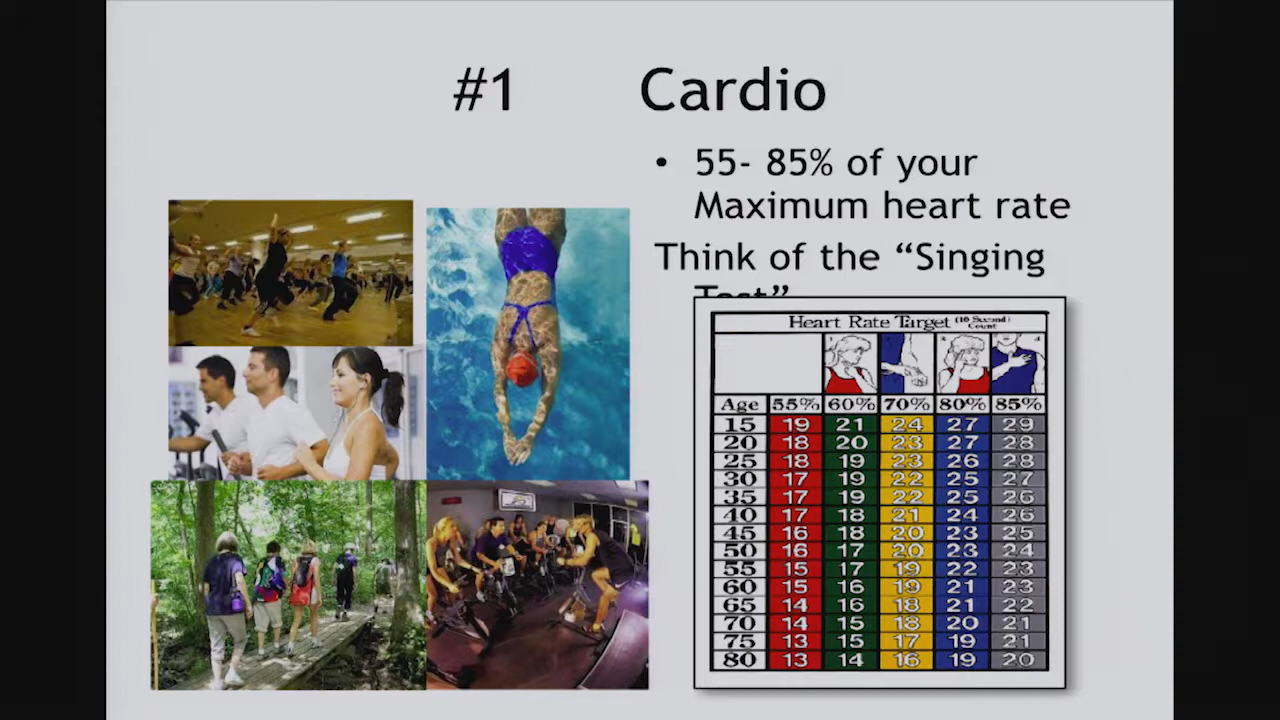 #1 Cardio
• 55- 85% of your
Maximum heart rate
Think of the “Singing
Test”
Heart Rate Target (10 Second Count)
Age 55% 60% 70% 80% 85%
15 19 21 24 27 29
20 18 20 23 27 28
25 18 19 23 26 28
30 17 19 22 25 27
35 17 19 22 25 26
40 17 18 21 24 26
45 16 18 20 23 25
50 16 17 20 23 24
55 15 17 19 22 23
60 15 16 19 21 23
65 14 16 18 21 22
70 14 15 18 20 21
75 13 15 17 19 21
80 13 14 16 19 20